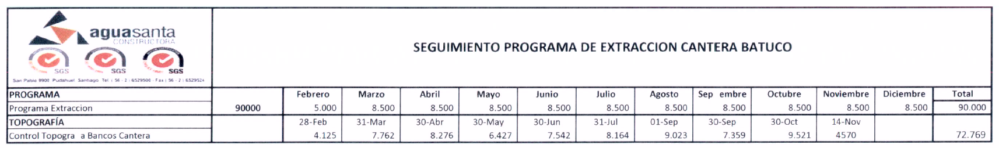 aguasanta
CONSTRUCTORA
SGS SGS SGS
San Pablo 9900 Pudahuel Santiago Tel ( 56 - 2 ) 6529500 - Fax ( 56 - 2 ) 6529524
SEGUIMIENTO PROGRAMA DE EXTRACCION CANTERA BATUCO
PROGRAMA Febrero Marzo Abril Mayo Junio Julio Agosto Sep embre Octubre Noviembre Diciembre Total
Programa Extraccion 90000 5.000 8.500 8.500 8.500 8.500 8.500 8.500 8.500 8.500 8.500 8.500 90.000
TOPOGRAFÍA 28-Feb 31-Mar 30-Abr 30-May 30-Jun 31-Jul 01-Sep 30-Sep 30-Oct 14-Nov
Control Topogra a Bancos Cantera 4.125 7.762 8.276 6.427 7.542 8.164 9.023 7.359 9.521 4570 72.769